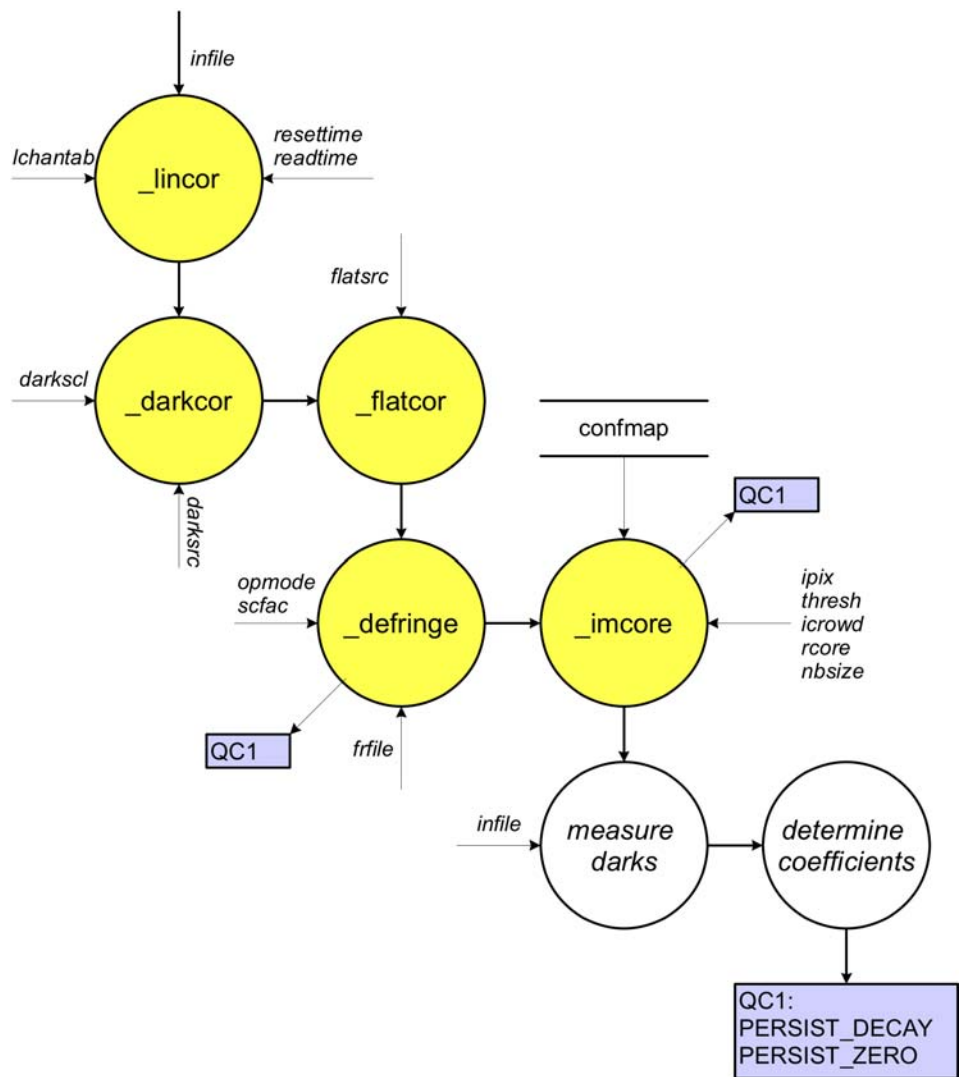 infile
lchantab
resettime
readtime
_lincor
flatsrc
darkscl
_darkcor
_flatcor
confmap
darksrc
QC1
opmode
scfac
_defringe
_imcore
ipix
thresh
icrowd
rcore
nbsize
QC1
frfile
infile
measure
darks
determine
coefficients
QC1:
PERSIST_DECAY
PERSIST_ZERO